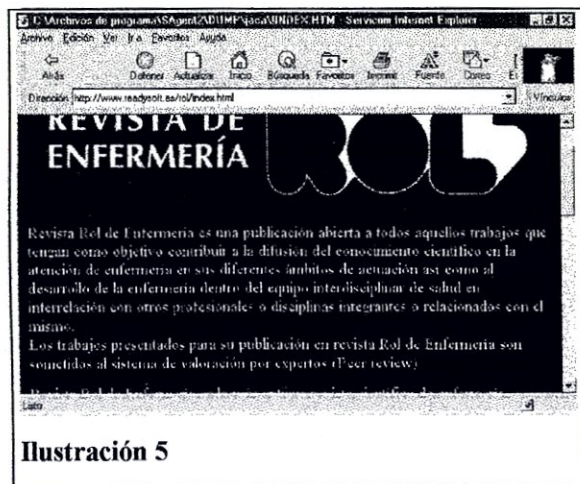 C:\Archivos de programa\SAgent2\DUMP\jaca\INDEX.HTM - Servicom Internet Explorer
Archivo Edición Ver Ir a Favoritos Ayuda
Atrás Detener Actualizar Inicio Búsqueda Favoritos Imprimir Fuente Correo
Dirección http://www.readysoft.es/rol/index.html Vínculos
REVISTA DE
ENFERMERÍA ROL
Revista Rol de Enfermería es una publicación abierta a todos aquellos trabajos que
tengan como objetivo contribuir a la difusión del conocimiento científico en la
atención de enfermería en sus diferentes ámbitos de actuación así como al
desarrollo de la enfermería dentro del equipo interdisciplinar de salud en
interrelación con otros profesionales o disciplinas integrantes o relacionados con el
mismo.
Los trabajos presentados para su publicación en revista Rol de Enfermería son
sometidos al sistema de valoración por expertos (Peer review)
Listo
Ilustración 5